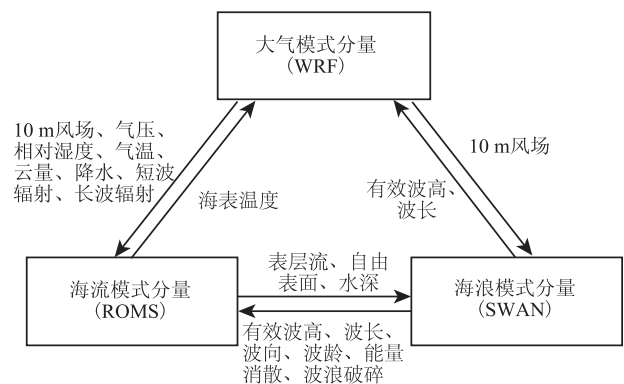 大气模式分量
(WRF)
10 m风场、气压、
相对湿度、气温、
云量、降水、短波
辐射、长波辐射
海表温度
10 m风场
有效波高、
波长
海流模式分量
(ROMS)
表层流、自由
表面、水深
海浪模式分量
(SWAN)
有效波高、波长、
波向、波龄、能量
消散、波浪破碎